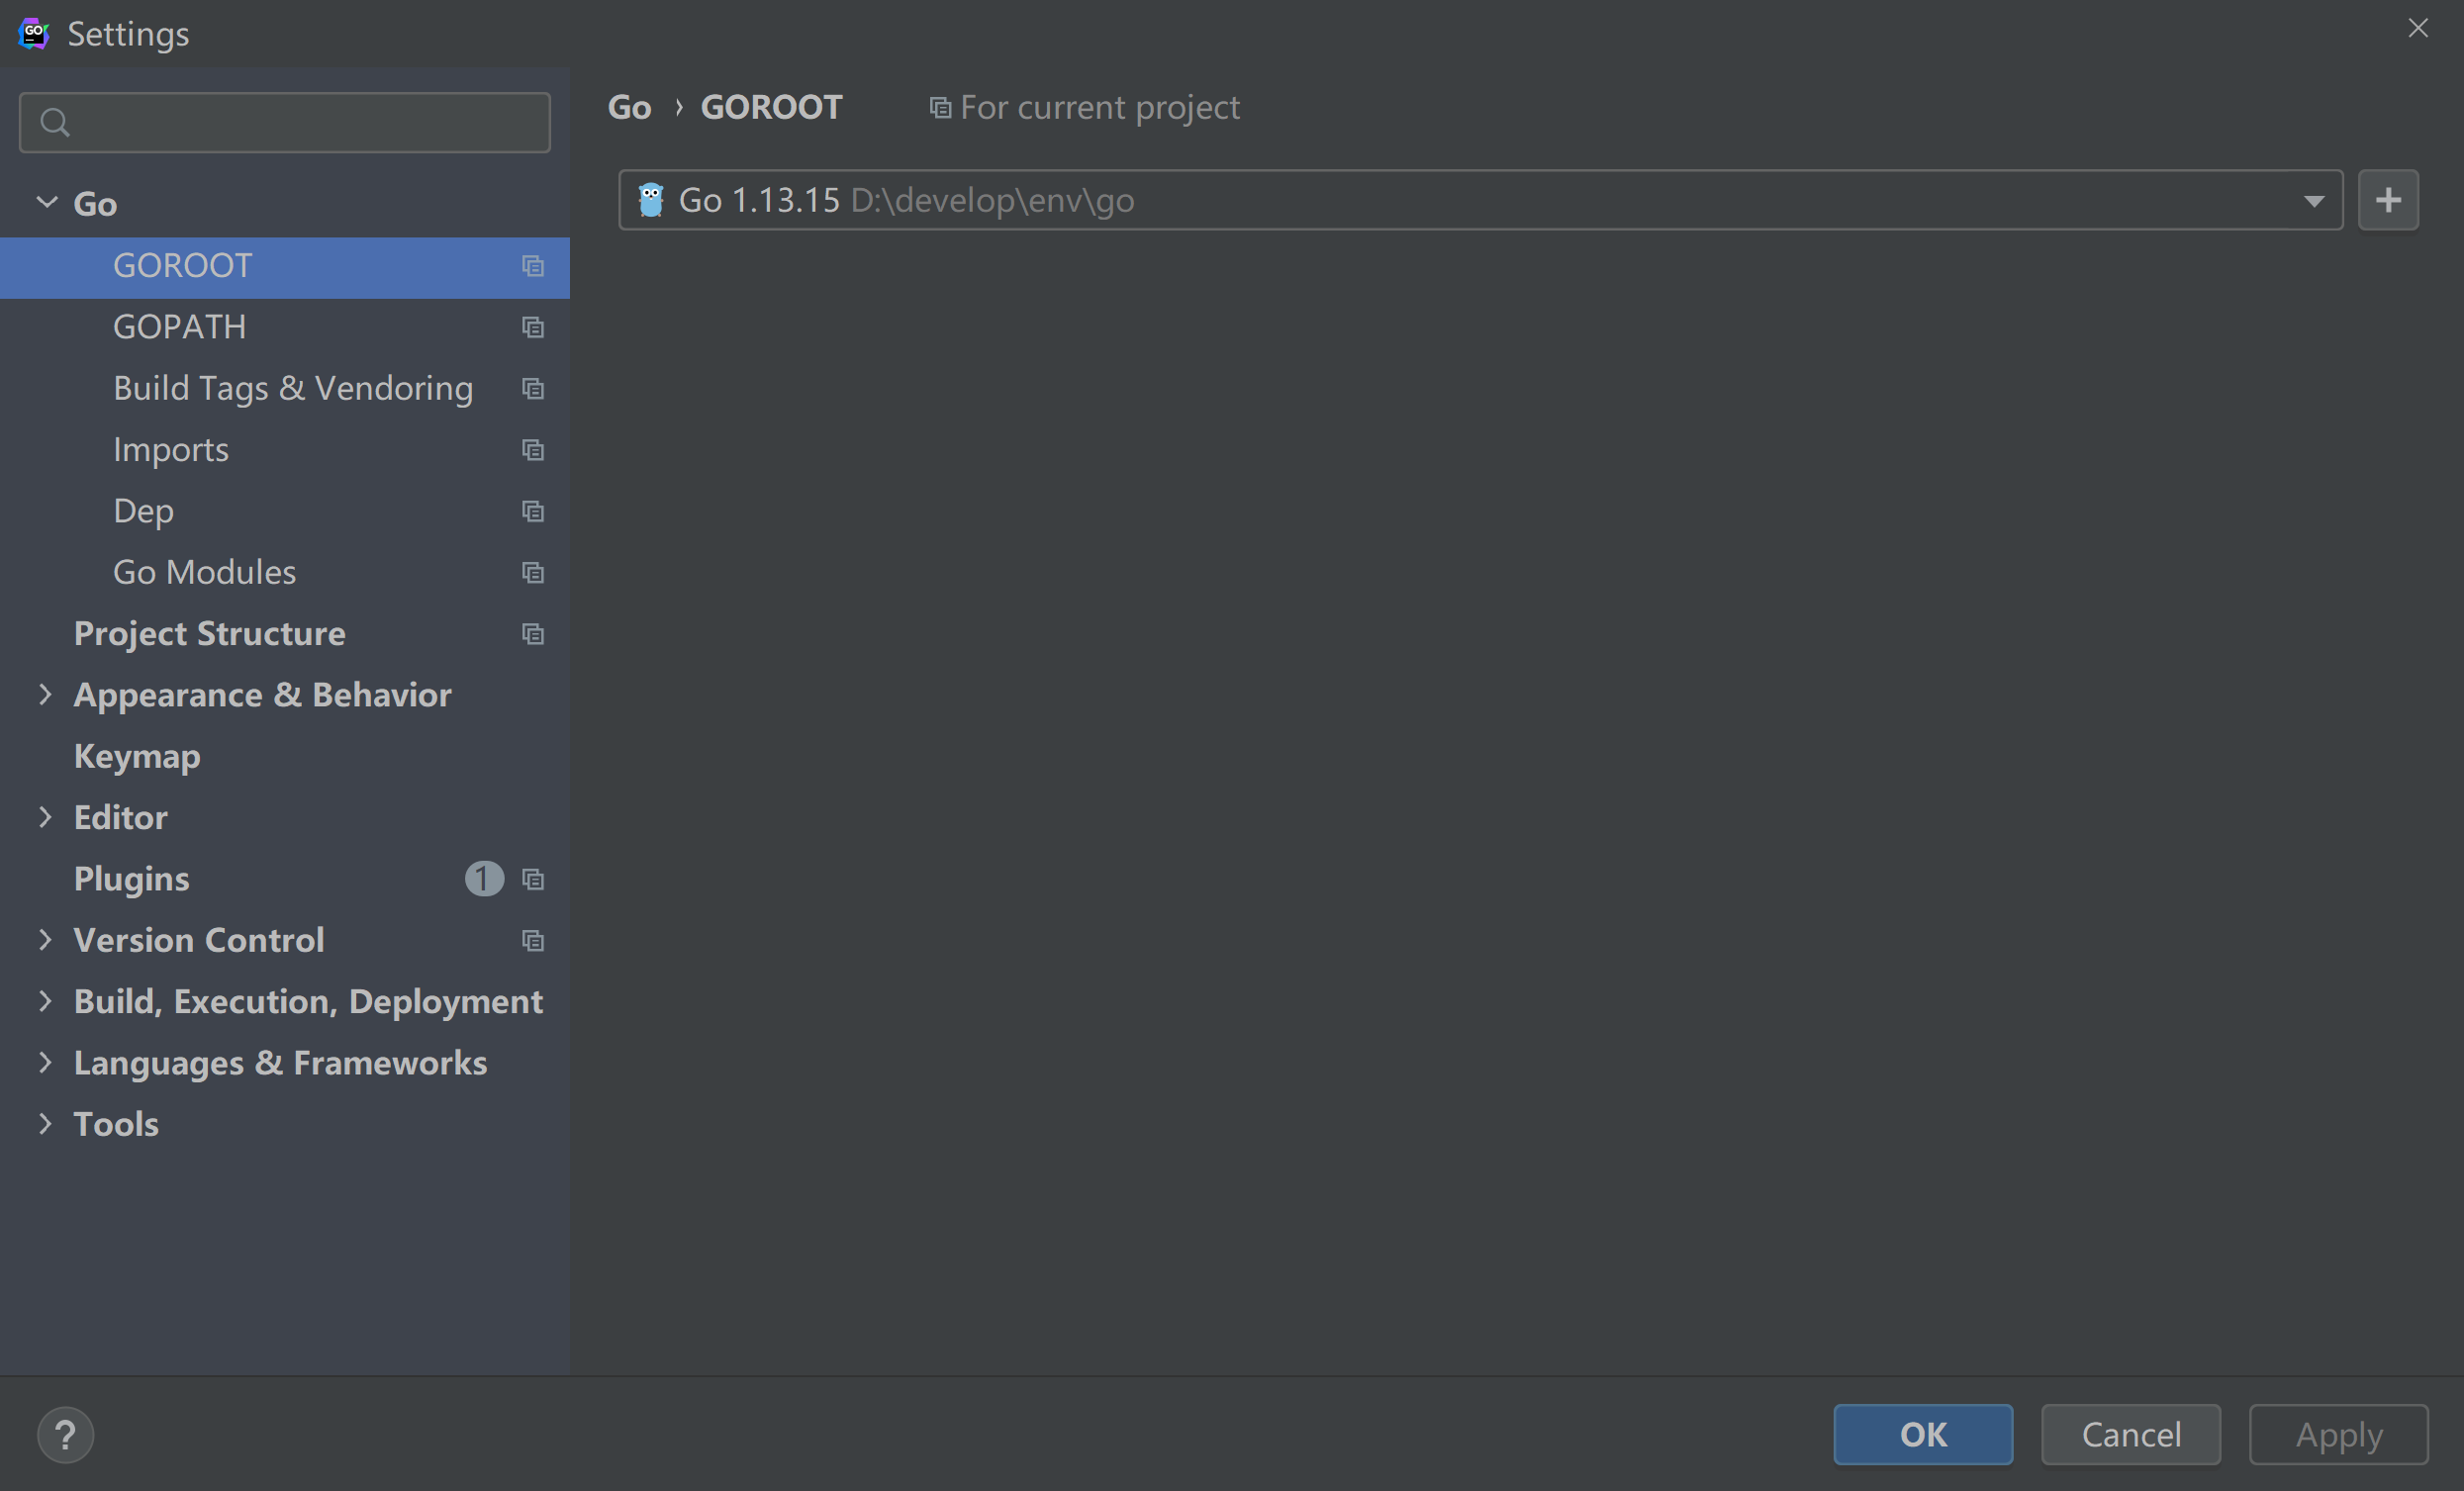 Settings
Go
GOROOT
GOPATH
Build Tags & Vendoring
Imports
Dep
Go Modules
Project Structure
Appearance & Behavior
Keymap
Editor
Plugins 1
Version Control
Build, Execution, Deployment
Languages & Frameworks
Tools
Go › GOROOT For current project
Go 1.13.15 D:\develop\env\go
?
OK Cancel Apply